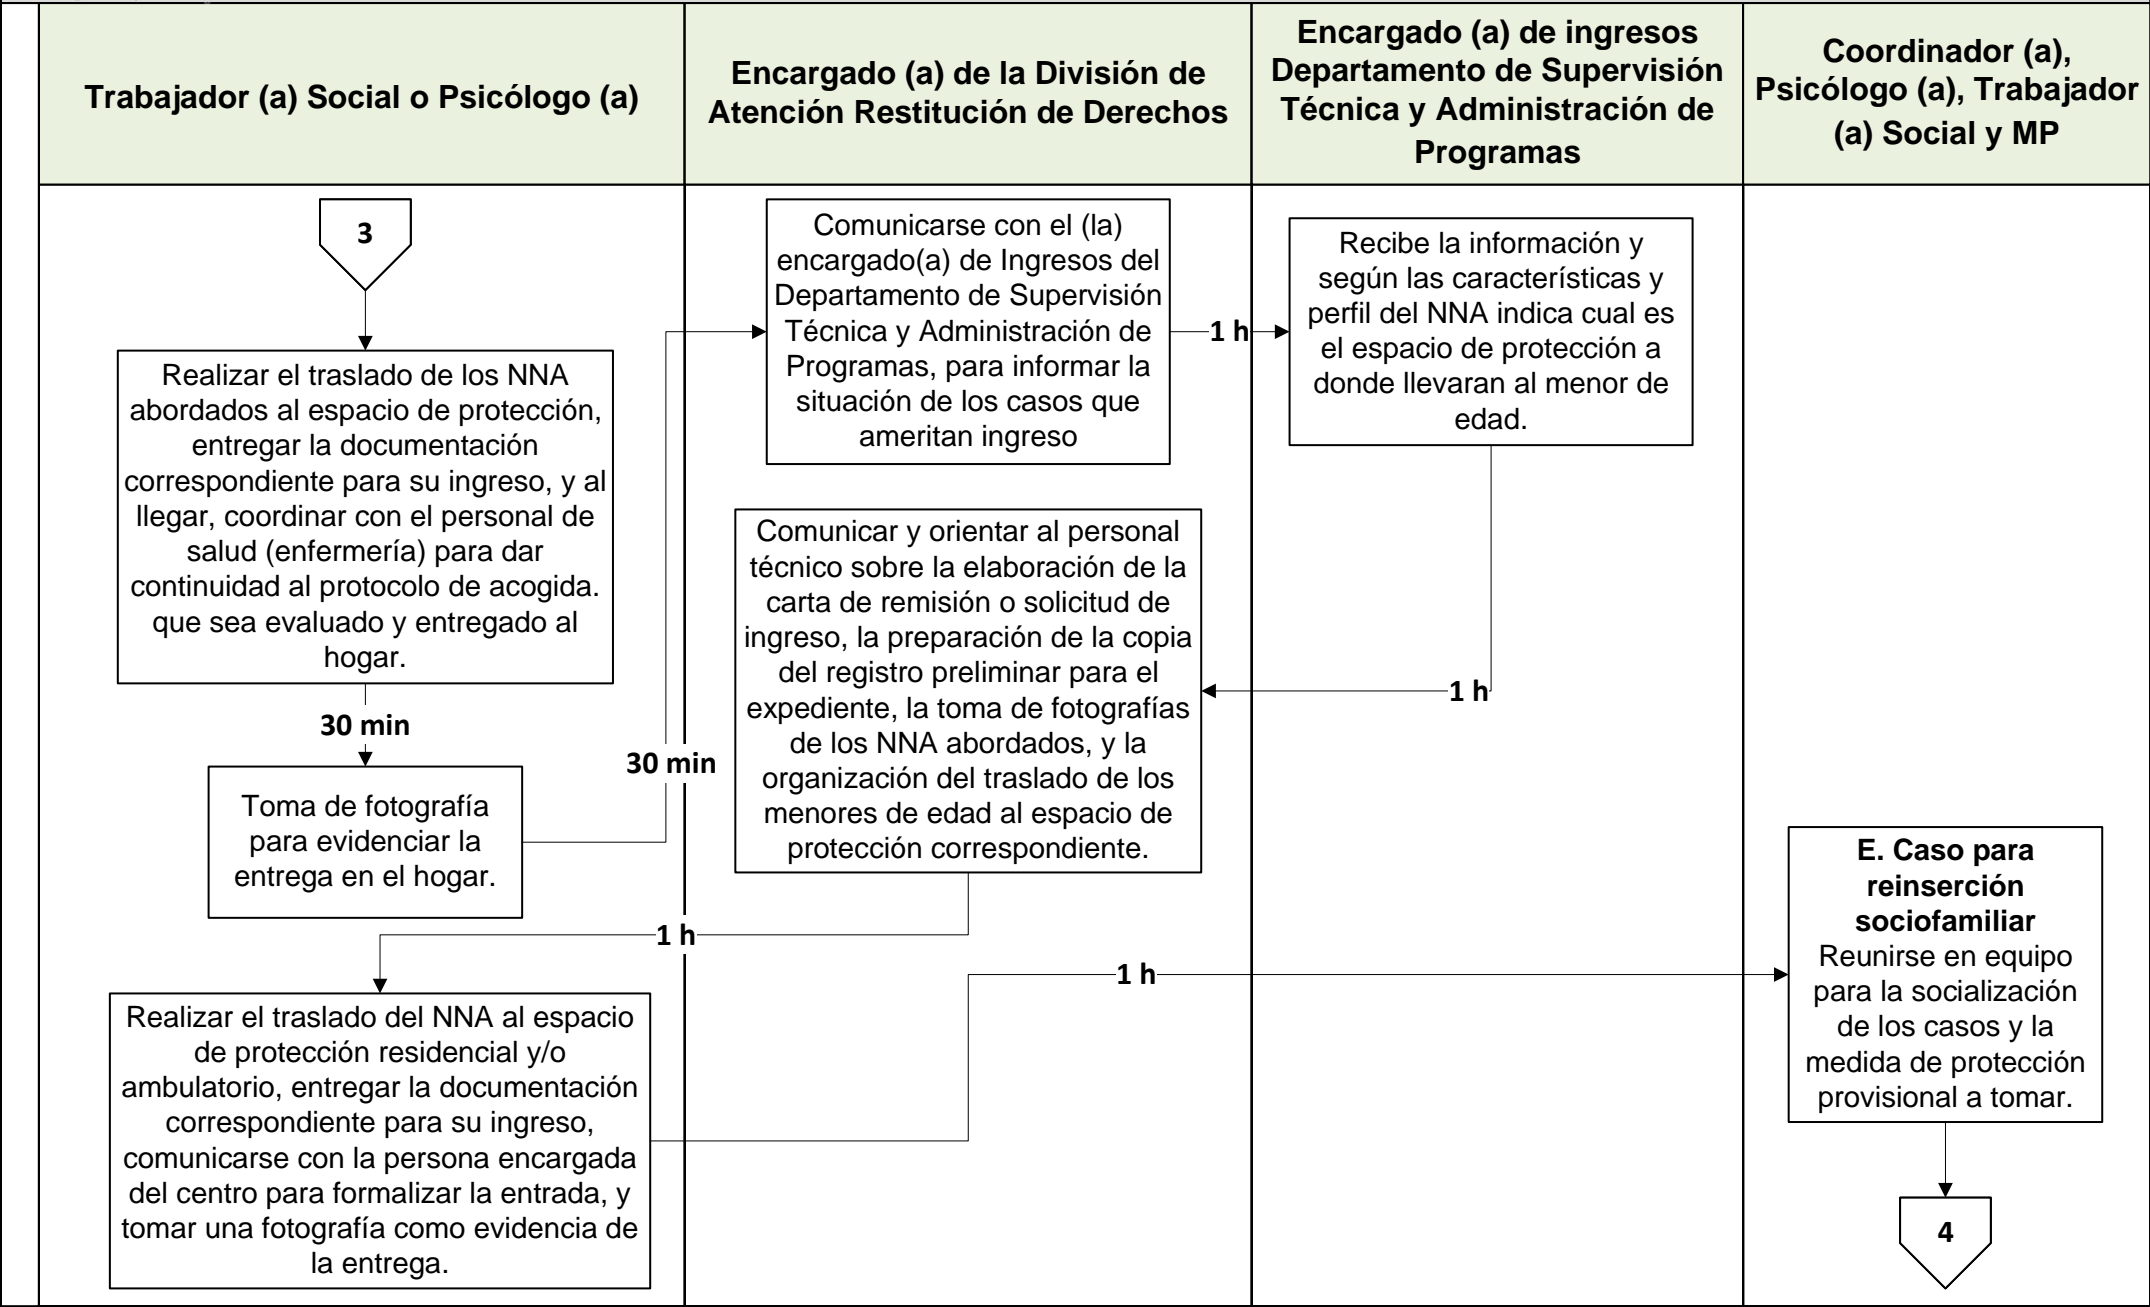 Trabajador (a) Social o Psicólogo (a)
Encargado (a) de la División de
Atención Restitución de Derechos
Encargado (a) de ingresos
Departamento de Supervisión
Técnica y Administración de
Programas
Coordinador (a),
Psicólogo (a), Trabajador
(a) Social y MP
3
Realizar el traslado de los NNA
abordados al espacio de protección,
entregar la documentación
correspondiente para su ingreso, y al
llegar, coordinar con el personal de
salud (enfermería) para dar
continuidad al protocolo de acogida.
que sea evaluado y entregado al
hogar.
30 min
Toma de fotografía
para evidenciar la
entrega en el hogar.
30 min
Comunicarse con el (la)
encargado(a) de Ingresos del
Departamento de Supervisión
Técnica y Administración de
Programas, para informar la
situación de los casos que
ameritan ingreso
1 h
Recibe la información y
según las características y
perfil del NNA indica cual es
el espacio de protección a
donde llevaran al menor de
edad.
1 h
Comunicar y orientar al personal
técnico sobre la elaboración de la
carta de remisión o solicitud de
ingreso, la preparación de la copia
del registro preliminar para el
expediente, la toma de fotografías
de los NNA abordados, y la
organización del traslado de los
menores de edad al espacio de
protección correspondiente.
1 h
Realizar el traslado del NNA al espacio
de protección residencial y/o
ambulatorio, entregar la documentación
correspondiente para su ingreso,
comunicarse con la persona encargada
del centro para formalizar la entrada, y
tomar una fotografía como evidencia de
la entrega.
1 h
E. Caso para
reinserción
sociofamiliar
Reunirse en equipo
para la socialización
de los casos y la
medida de protección
provisional a tomar.
4